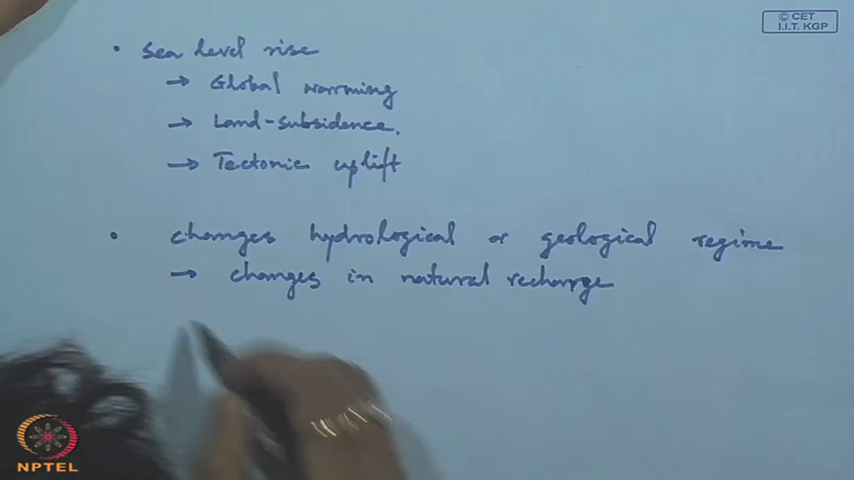 © CET
I.I.T. KGP
• Sea level rise
→ Global warming
→ Land-subsidence.
→ Tectonic uplift
• changes hydrological or geological regime
→ changes in natural recharge
NPTEL